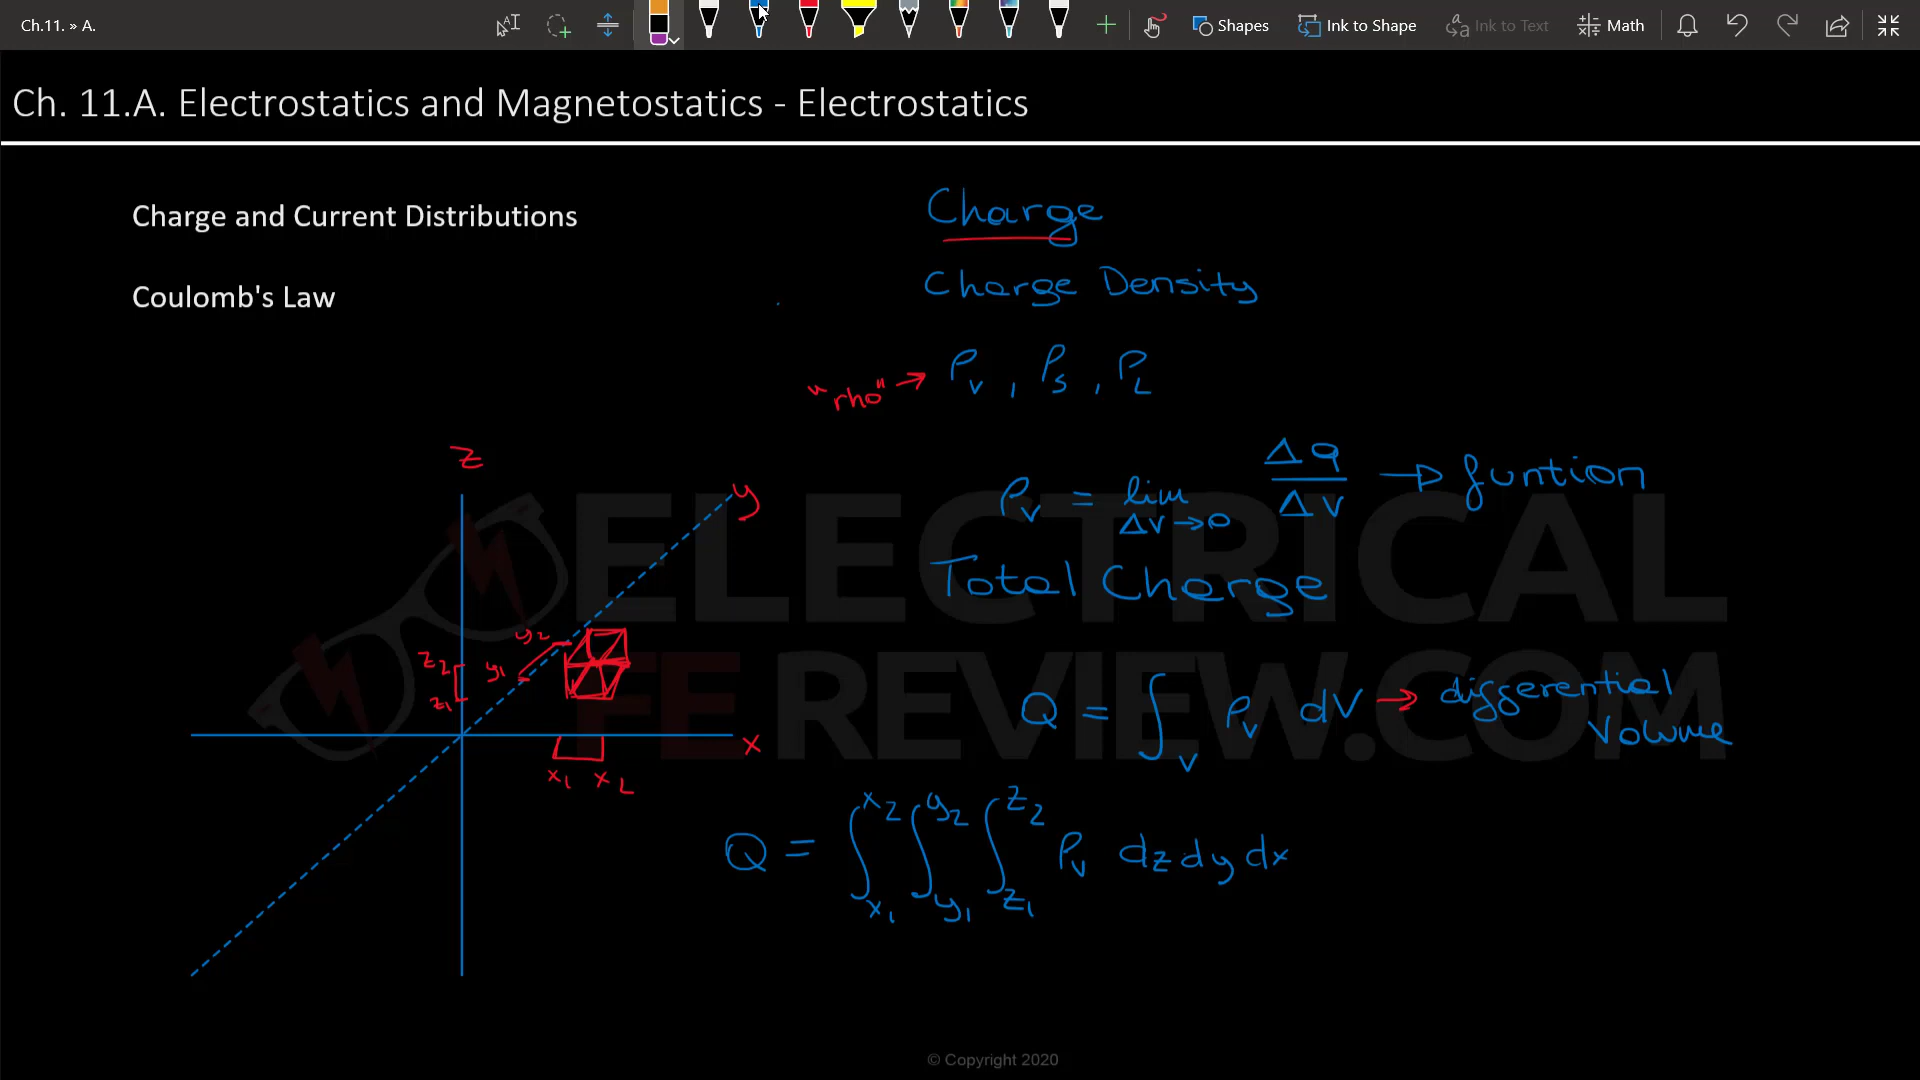 Ch.11. » A.
Shapes
Ink to Shape
Ink to Text
Math
Ch. 11.A. Electrostatics and Magnetostatics - Electrostatics
Charge and Current Distributions
Coulomb's Law
Charge
Charge Density
"rho" → ρv , ρs , ρL
ρv = lim Δv→0 Δq/Δv → funtion
Total Charge
Q = ∫v ρv dV → differential
Volume
Q = ∫x1 x2 ∫y1 y2 ∫z1 z2 ρv dz dy dx
z
y
x
y2
z2
y1
z1
x1 x2
ELECTRICAL
FE REVIEW.COM
© Copyright 2020